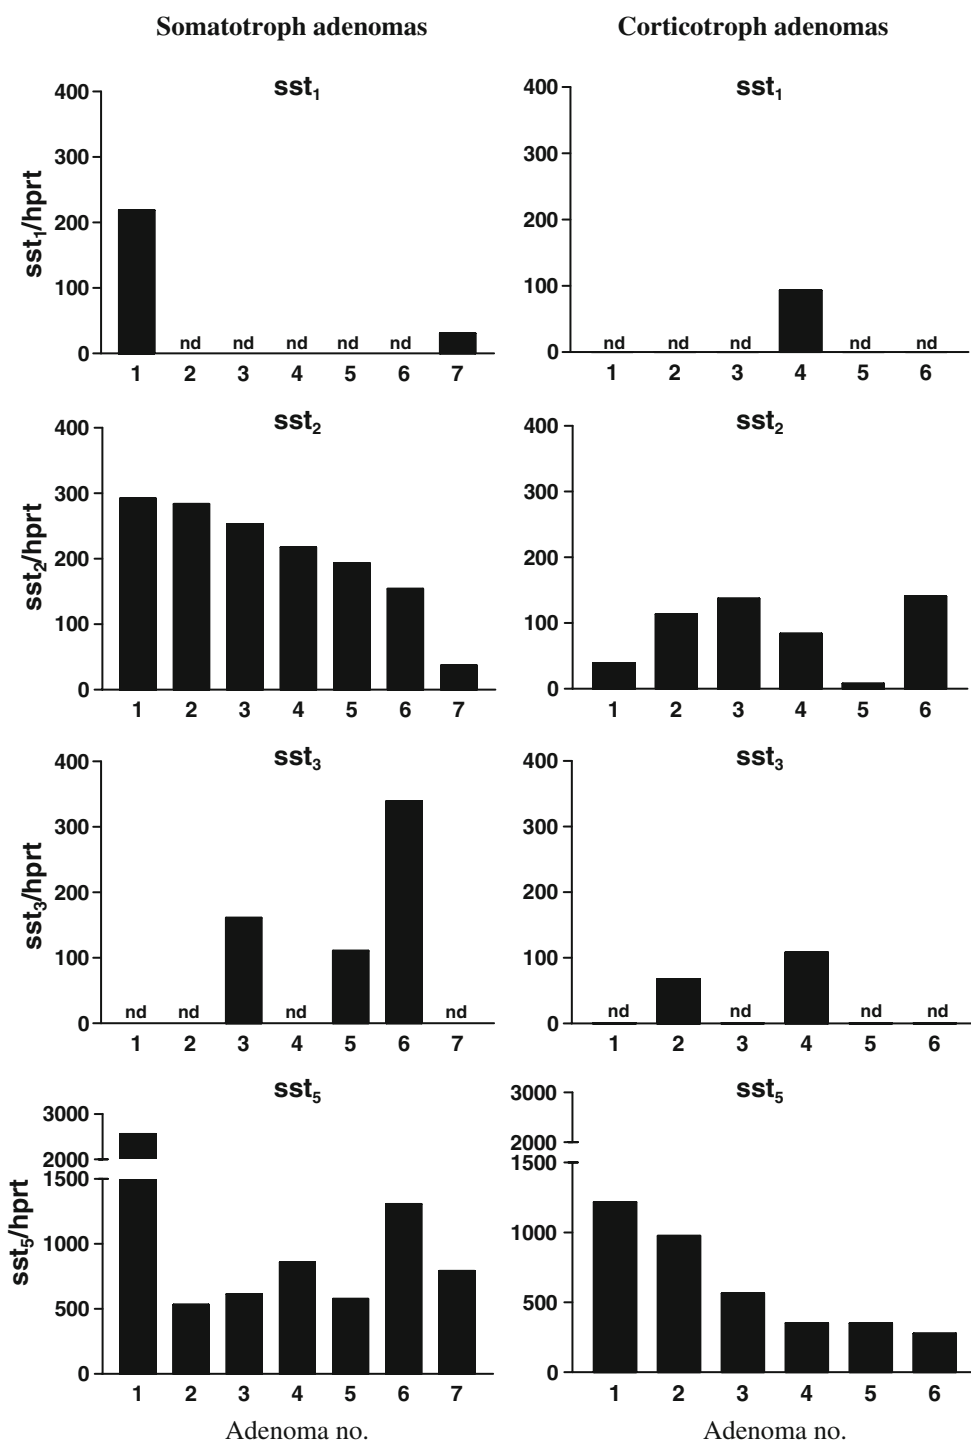 Somatotroph adenomas Corticotroph adenomas
sst1 sst1
400 400
300 300
200 200
100 100
0 0
sst1/hprt
nd nd nd nd nd
nd nd nd nd nd
1 2 3 4 5 6 7
1 2 3 4 5 6
sst2 sst2
400 400
300 300
200 200
100 100
0 0
sst2/hprt
1 2 3 4 5 6 7
1 2 3 4 5 6
sst3 sst3
400 400
300 300
200 200
100 100
0 0
sst3/hprt
nd nd nd nd
nd nd nd nd
1 2 3 4 5 6 7
1 2 3 4 5 6
sst5 sst5
3000 3000
2000 2000
1500 1500
1000 1000
500 500
0 0
sst5/hprt
1 2 3 4 5 6 7
1 2 3 4 5 6
Adenoma no. Adenoma no.